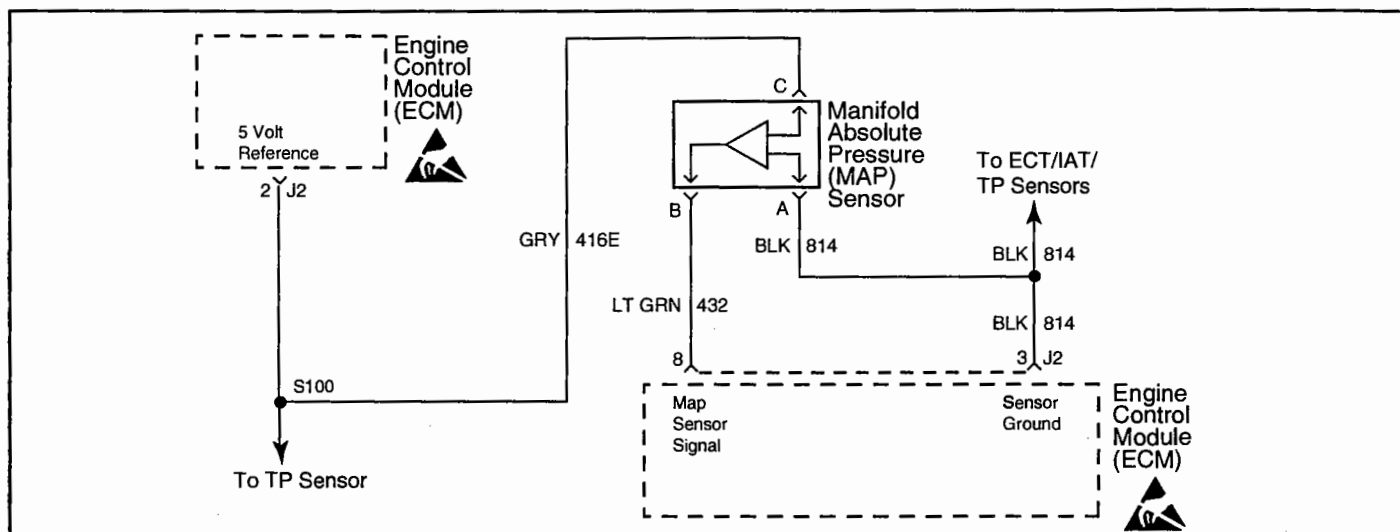 Engine
Control
Module
(ECM)
5 Volt
Reference
2 J2
C
Manifold
Absolute
Pressure
(MAP)
Sensor
To ECT/IAT/
TP Sensors
B
A
GRY 416E
BLK 814
BLK 814
LT GRN 432
BLK 814
8
3 J2
S100
To TP Sensor
Map
Sensor
Signal
Sensor
Ground
Engine
Control
Module
(ECM)